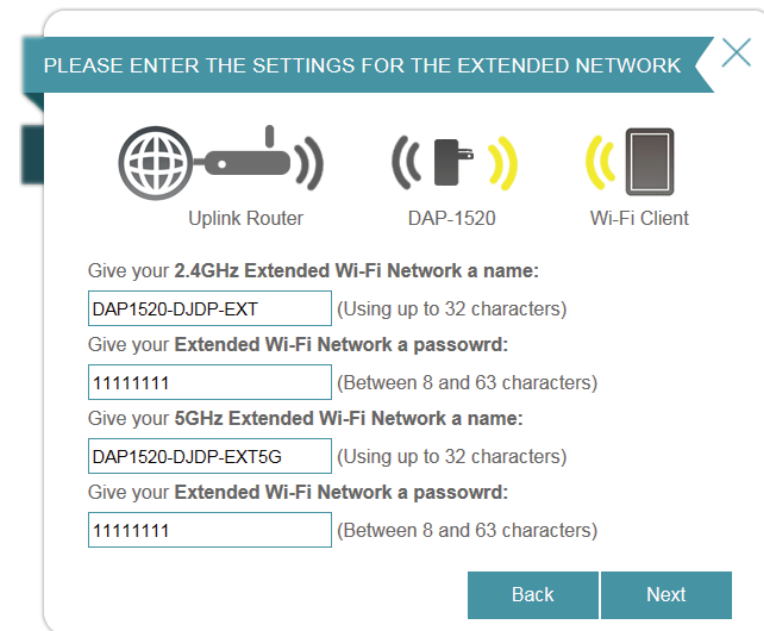 PLEASE ENTER THE SETTINGS FOR THE EXTENDED NETWORK
Uplink Router DAP-1520 Wi-Fi Client
Give your 2.4GHz Extended Wi-Fi Network a name:
DAP1520-DJDP-EXT (Using up to 32 characters)
Give your Extended Wi-Fi Network a passowrd:
11111111 (Between 8 and 63 characters)
Give your 5GHz Extended Wi-Fi Network a name:
DAP1520-DJDP-EXT5G (Using up to 32 characters)
Give your Extended Wi-Fi Network a passowrd:
11111111 (Between 8 and 63 characters)
Back Next